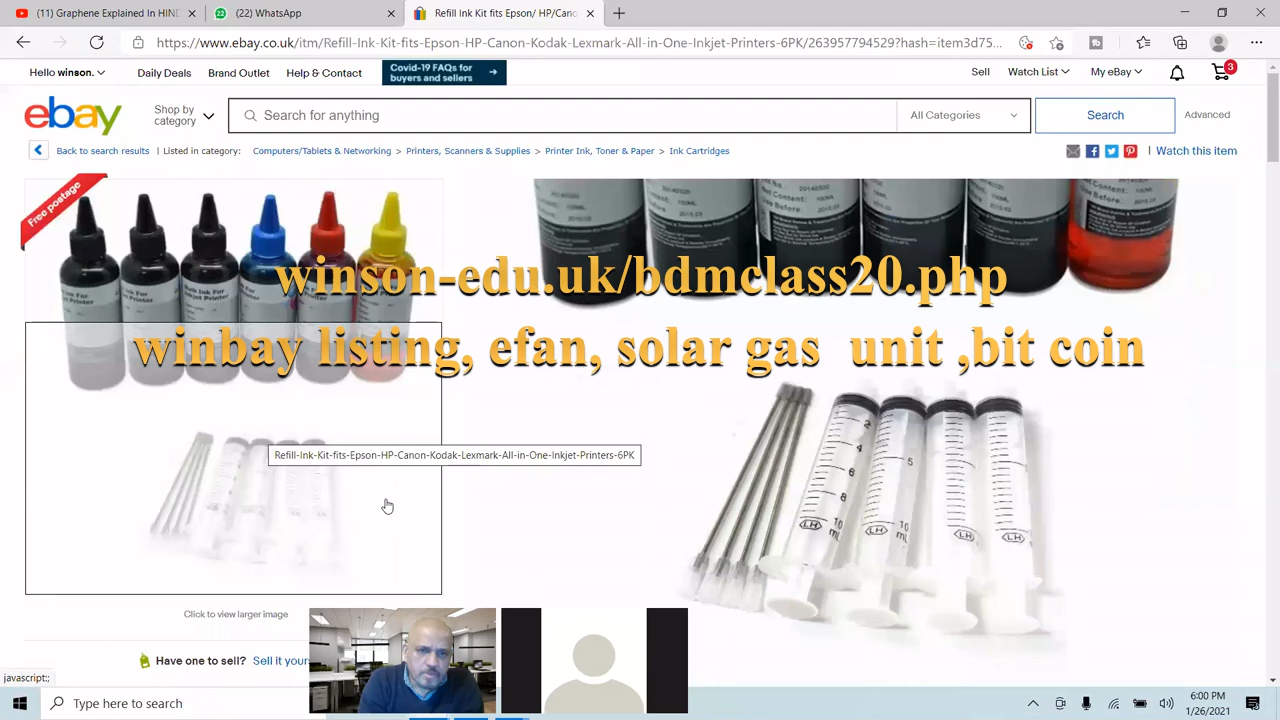 (11) Graphene Explained IN HIND
(22) WhatsApp
Refill Ink Kit fits Epson/ HP/Cano
https://www.ebay.co.uk/itm/Refill-Ink-Kit-fits-Epson-HP-Canon-Kodak-Lexmark-All-in-One-Inkjet-Printers-6PK/263957794529?hash=item3d75...
Hello winson. Daily Deals Brand Outlet Help & Contact
Covid-19 FAQs for
buyers and sellers
Sell Watch List My eBay 3
ebay
Shop by
category
Search for anything
All Categories
Search
Advanced
Back to search results | Listed in category: Computers/Tablets & Networking > Printers, Scanners & Supplies > Printer Ink, Toner & Paper > Ink Cartridges
| Watch this item
Free postage
winson-edu.uk/bdmclass20.php
winbay listing, efan, solar gas unit ,bit coin
Refill-Ink-Kit-fits-Epson-HP-Canon-Kodak-Lexmark-All-in-One-Inkjet-Printers-6PK
Click to view larger image
Have one to sell? Sell it your
javascript:
Type here to search
6:00 PM
1/26/2021